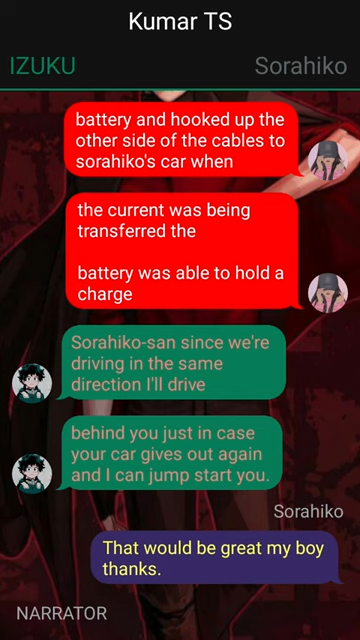 Kumar TS
IZUKU
Sorahiko
battery and hooked up the
other side of the cables to
sorahiko's car when
the current was being
transferred the
battery was able to hold a
charge
Sorahiko-san since we're
driving in the same
direction I'll drive
behind you just in case
your car gives out again
and I can jump start you.
Sorahiko
That would be great my boy
thanks.
NARRATOR